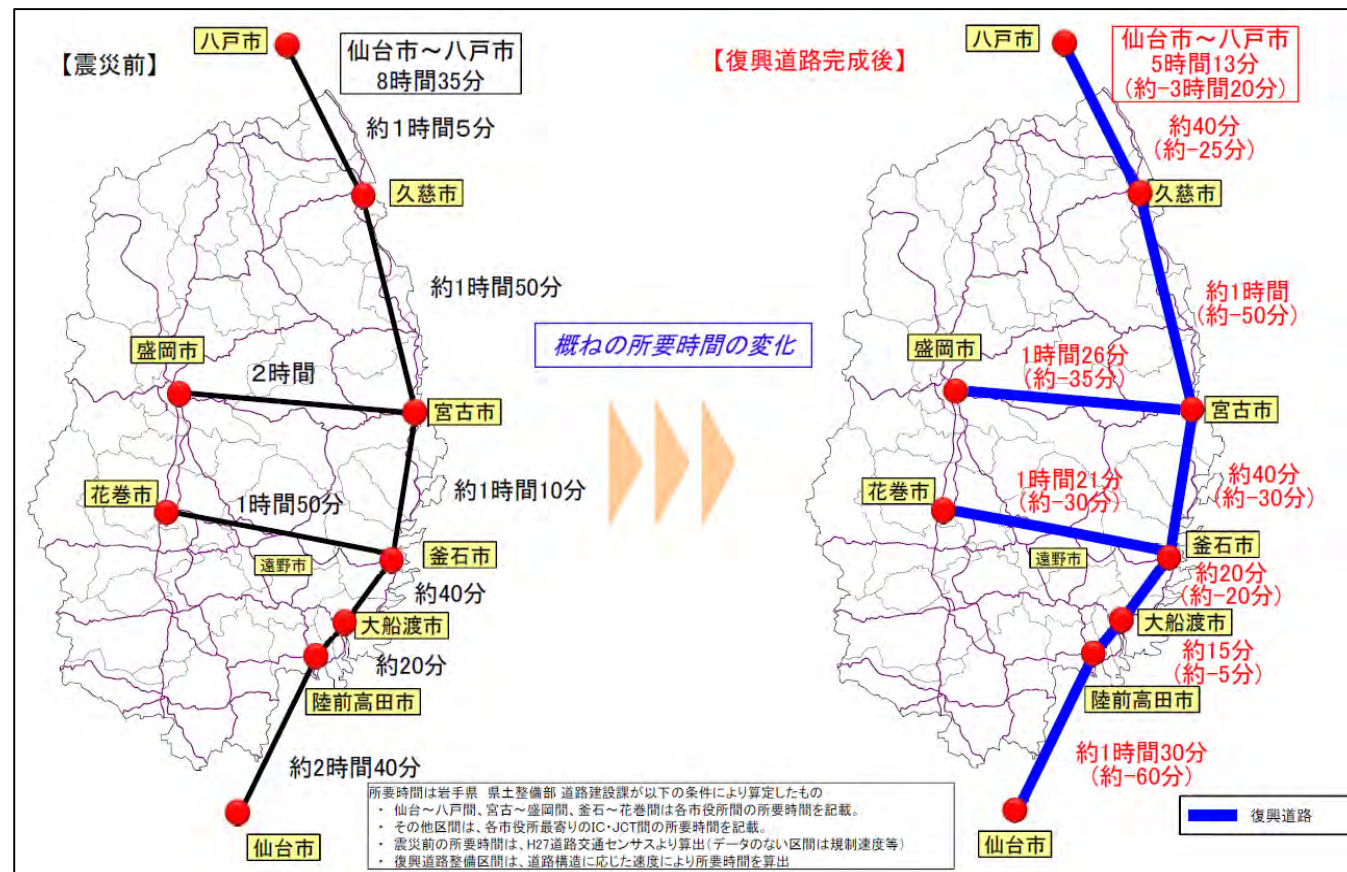 【震災前】
八戸市
仙台市～八戸市
8時間35分
約1時間5分
久慈市
約1時間50分
盛岡市
2時間
宮古市
花巻市
1時間50分
約1時間10分
釜石市
遠野市
約40分
大船渡市
約20分
陸前高田市
約2時間40分
仙台市
概ねの所要時間の変化
【復興道路完成後】
八戸市
仙台市～八戸市
5時間13分
(約-3時間20分)
約40分
(約-25分)
久慈市
約1時間
(約-50分)
盛岡市
1時間26分
(約-35分)
宮古市
花巻市
1時間21分
(約-30分)
約40分
(約-30分)
釜石市
遠野市
約20分
(約-20分)
大船渡市
約15分
(約-5分)
陸前高田市
約1時間30分
(約-60分)
仙台市
復興道路
所要時間は岩手県 県土整備部 道路建設課が以下の条件により算定したもの
・ 仙台～八戸間、宮古～盛岡間、釜石～花巻間は各市役所間の所要時間を記載。
・ その他区間は、各市役所最寄りのIC・JCT間の所要時間を記載。
・ 震災前の所要時間は、H27道路交通センサスより算出(データのない区間は規制速度等)
・ 復興道路整備区間は、道路構造に応じた速度により所要時間を算出